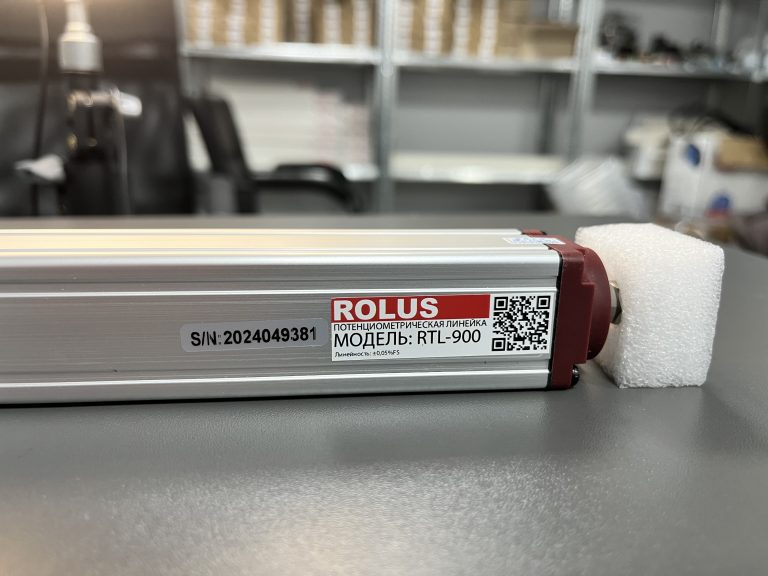 S/N: 2024049381
ROLUS
ПОТЕНЦИОМЕТРИЧЕСКАЯ ЛИНЕЙКА
МОДЕЛЬ: RTL-900
Линейность: ±0,05%FS